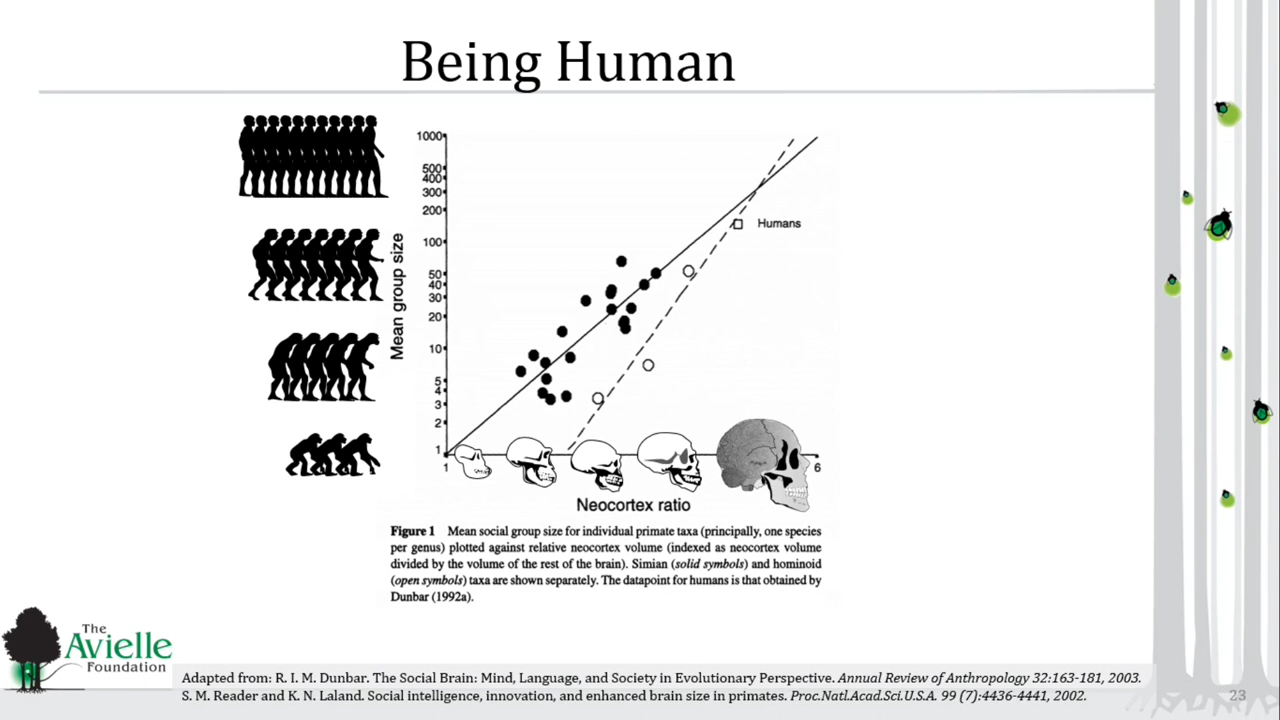 Being Human
1000
500
400
300
200
100
50
40
30
20
10
5
4
3
2
1
Mean group size
Humans
1
6
Neocortex ratio
Figure 1 Mean social group size for individual primate taxa (principally, one species
per genus) plotted against relative neocortex volume (indexed as neocortex volume
divided by the volume of the rest of the brain). Simian (solid symbols) and hominoid
(open symbols) taxa are shown separately. The datapoint for humans is that obtained by
Dunbar (1992a).
The
Avielle
Foundation
Adapted from: R. I. M. Dunbar. The Social Brain: Mind, Language, and Society in Evolutionary Perspective. Annual Review of Anthropology 32:163-181, 2003.
S. M. Reader and K. N. Laland. Social intelligence, innovation, and enhanced brain size in primates. Proc.Natl.Acad.Sci.U.S.A. 99 (7):4436-4441, 2002.
23